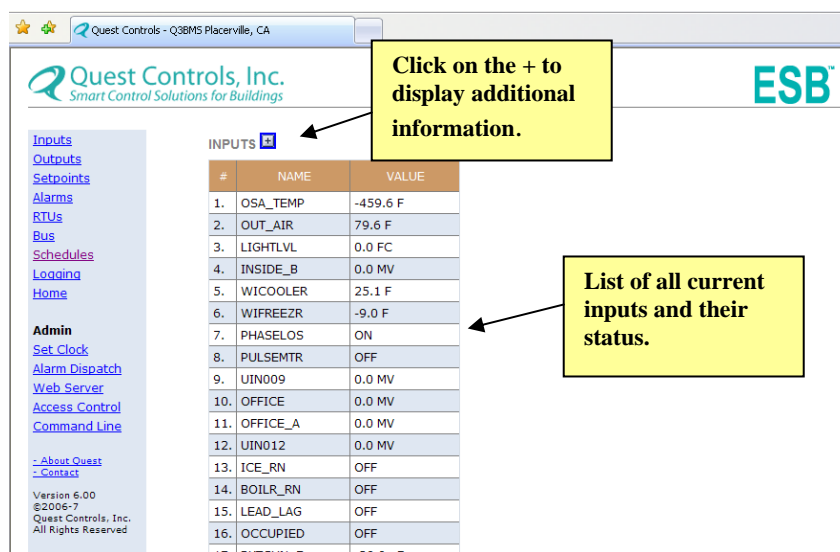 Quest Controls - Q3BMS Placerville, CA
Quest Controls, Inc.
Smart Control Solutions for Buildings
ESB™
Click on the + to
display additional
information.
Inputs
Outputs
Setpoints
Alarms
RTUs
Bus
Schedules
Logging
Home
Admin
Set Clock
Alarm Dispatch
Web Server
Access Control
Command Line
- About Quest
- Contact
Version 6.00
©2006-7
Quest Controls, Inc.
All Rights Reserved
INPUTS +
# NAME VALUE
1. OSA_TEMP -459.6 F
2. OUT_AIR 79.6 F
3. LIGHTLVL 0.0 FC
4. INSIDE_B 0.0 MV
5. WICOOLER 25.1 F
6. WIFREEZR -9.0 F
7. PHASELOS ON
8. PULSEMTR OFF
9. UIN009 0.0 MV
10. OFFICE 0.0 MV
11. OFFICE_A 0.0 MV
12. UIN012 0.0 MV
13. ICE_RN OFF
14. BOILR_RN OFF
15. LEAD_LAG OFF
16. OCCUPIED OFF
List of all current
inputs and their
status.